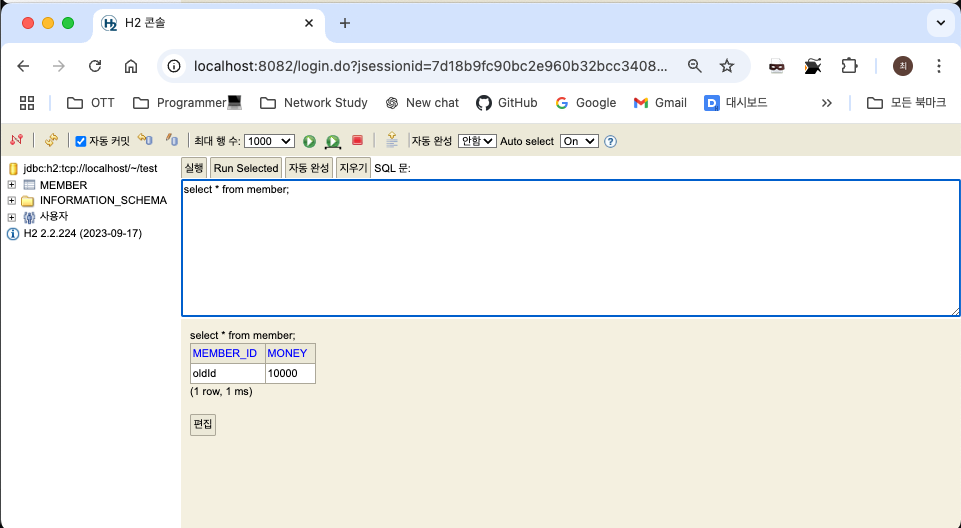 H2 콘솔
localhost:8082/login.do?jsessionid=7d18b9fc90bc2e960b32bcc3408...
최
OTT Programmer Network Study New chat GitHub Google Gmail 대시보드 » 모든 북마크
자동 커밋 최대 행 수: 1000 자동 완성 안함 Auto select On
jdbc:h2:tcp://localhost/~/test
MEMBER
INFORMATION_SCHEMA
사용자
H2 2.2.224 (2023-09-17)
실행 Run Selected 자동 완성 지우기 SQL 문:
select * from member;
select * from member;
MEMBER_ID MONEY
oldId 10000
(1 row, 1 ms)
편집